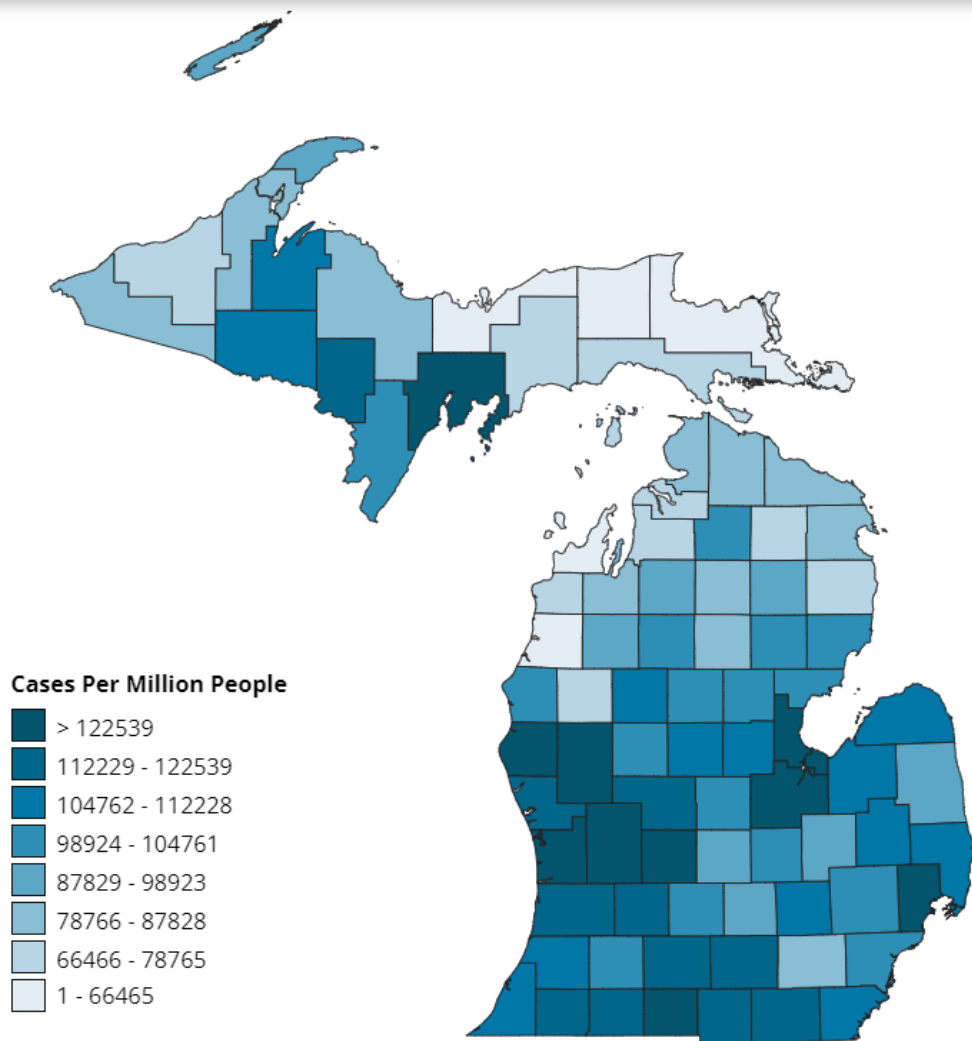 Cases Per Million People
> 122539
112229 - 122539
104762 - 112228
98924 - 104761
87829 - 98923
78766 - 87828
66466 - 78765
1 - 66465